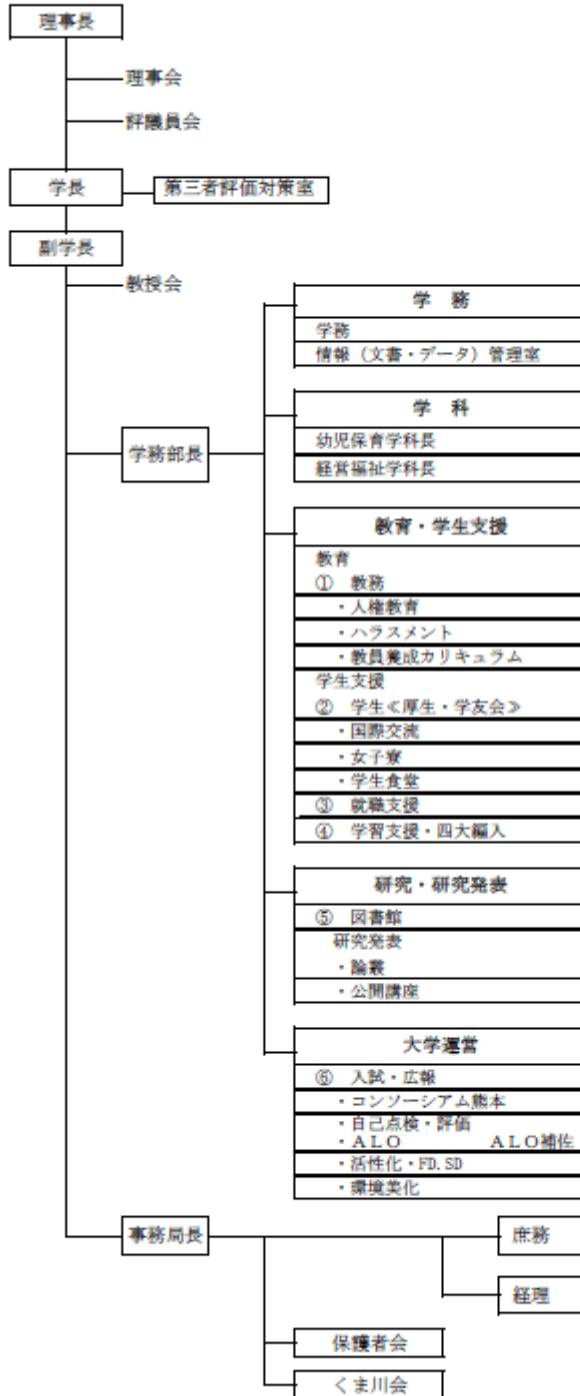 理事長
理事会
評議員会
学長
第三者評価対策室
副学長
教授会
学務部長
学　務
学務
情報（文書・データ）管理室
学　科
幼児保育学科長
経営福祉学科長
教育・学生支援
教育
①　教務
・人権教育
・ハラスメント
・教員養成カリキュラム
学生支援
②　学生≪厚生・学友会≫
・国際交流
・女子寮
・学生食堂
③　就職支援
④　学習支援・四大編入
研究・研究発表
⑤　図書館
研究発表
・論叢
・公開講座
大学運営
⑥　入試・広報
・コンソーシアム熊本
・自己点検・評価
・ＡＬＯ　　　　ＡＬＯ補佐
・活性化・FD.SD
・環境美化
事務局長
庶務
経理
保護者会
くま川会